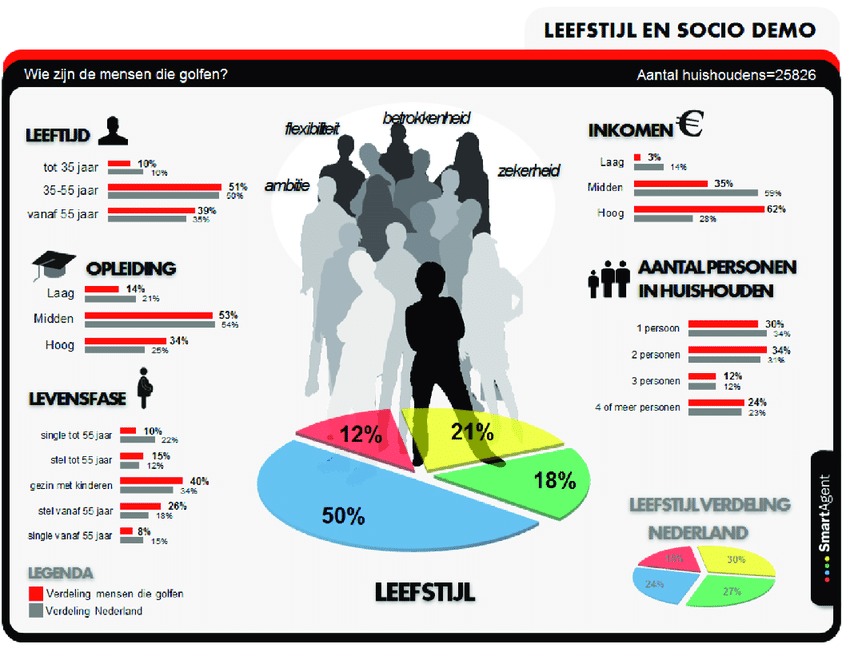 LEEFSTIJL EN SOCIO DEMO
Wie zijn de mensen die golfen?
Aantal huishoudens=25826
LEEFTIJD
tot 35 jaar 10%
10%
35-55 jaar 51%
50%
vanaf 55 jaar 39%
35%
OPLEIDING
Laag 14%
21%
Midden 53%
54%
Hoog 34%
25%
LEVENSFASE
single tot 55 jaar 10%
22%
stel tot 55 jaar 15%
12%
gezin met kinderen 40%
34%
stel vanaf 55 jaar 26%
18%
single vanaf 55 jaar 8%
15%
LEGENDA
Verdeling mensen die golfen
Verdeling Nederland
flexibiliteit
betrokkenheid
ambitie
zekerheid
12%
21%
18%
50%
LEEFSTIJL
INKOMEN €
Laag 3%
14%
Midden 35%
59%
Hoog 62%
28%
AANTAL PERSONEN
IN HUISHOUDEN
1 persoon 30%
34%
2 personen 34%
31%
3 personen 12%
12%
4 of meer personen 24%
23%
LEEFSTIJL VERDELING
NEDERLAND
30%
24%
27%
SmartAgent